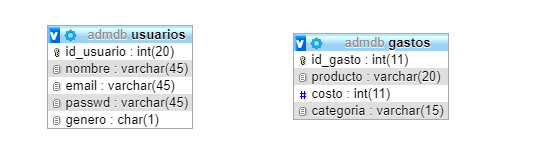 admdb usuarios
id_usuario : int(20)
nombre : varchar(45)
email : varchar(45)
passwd : varchar(45)
genero : char(1)
admdb gastos
id_gasto : int(11)
producto : varchar(20)
# costo : int(11)
categoria : varchar(15)